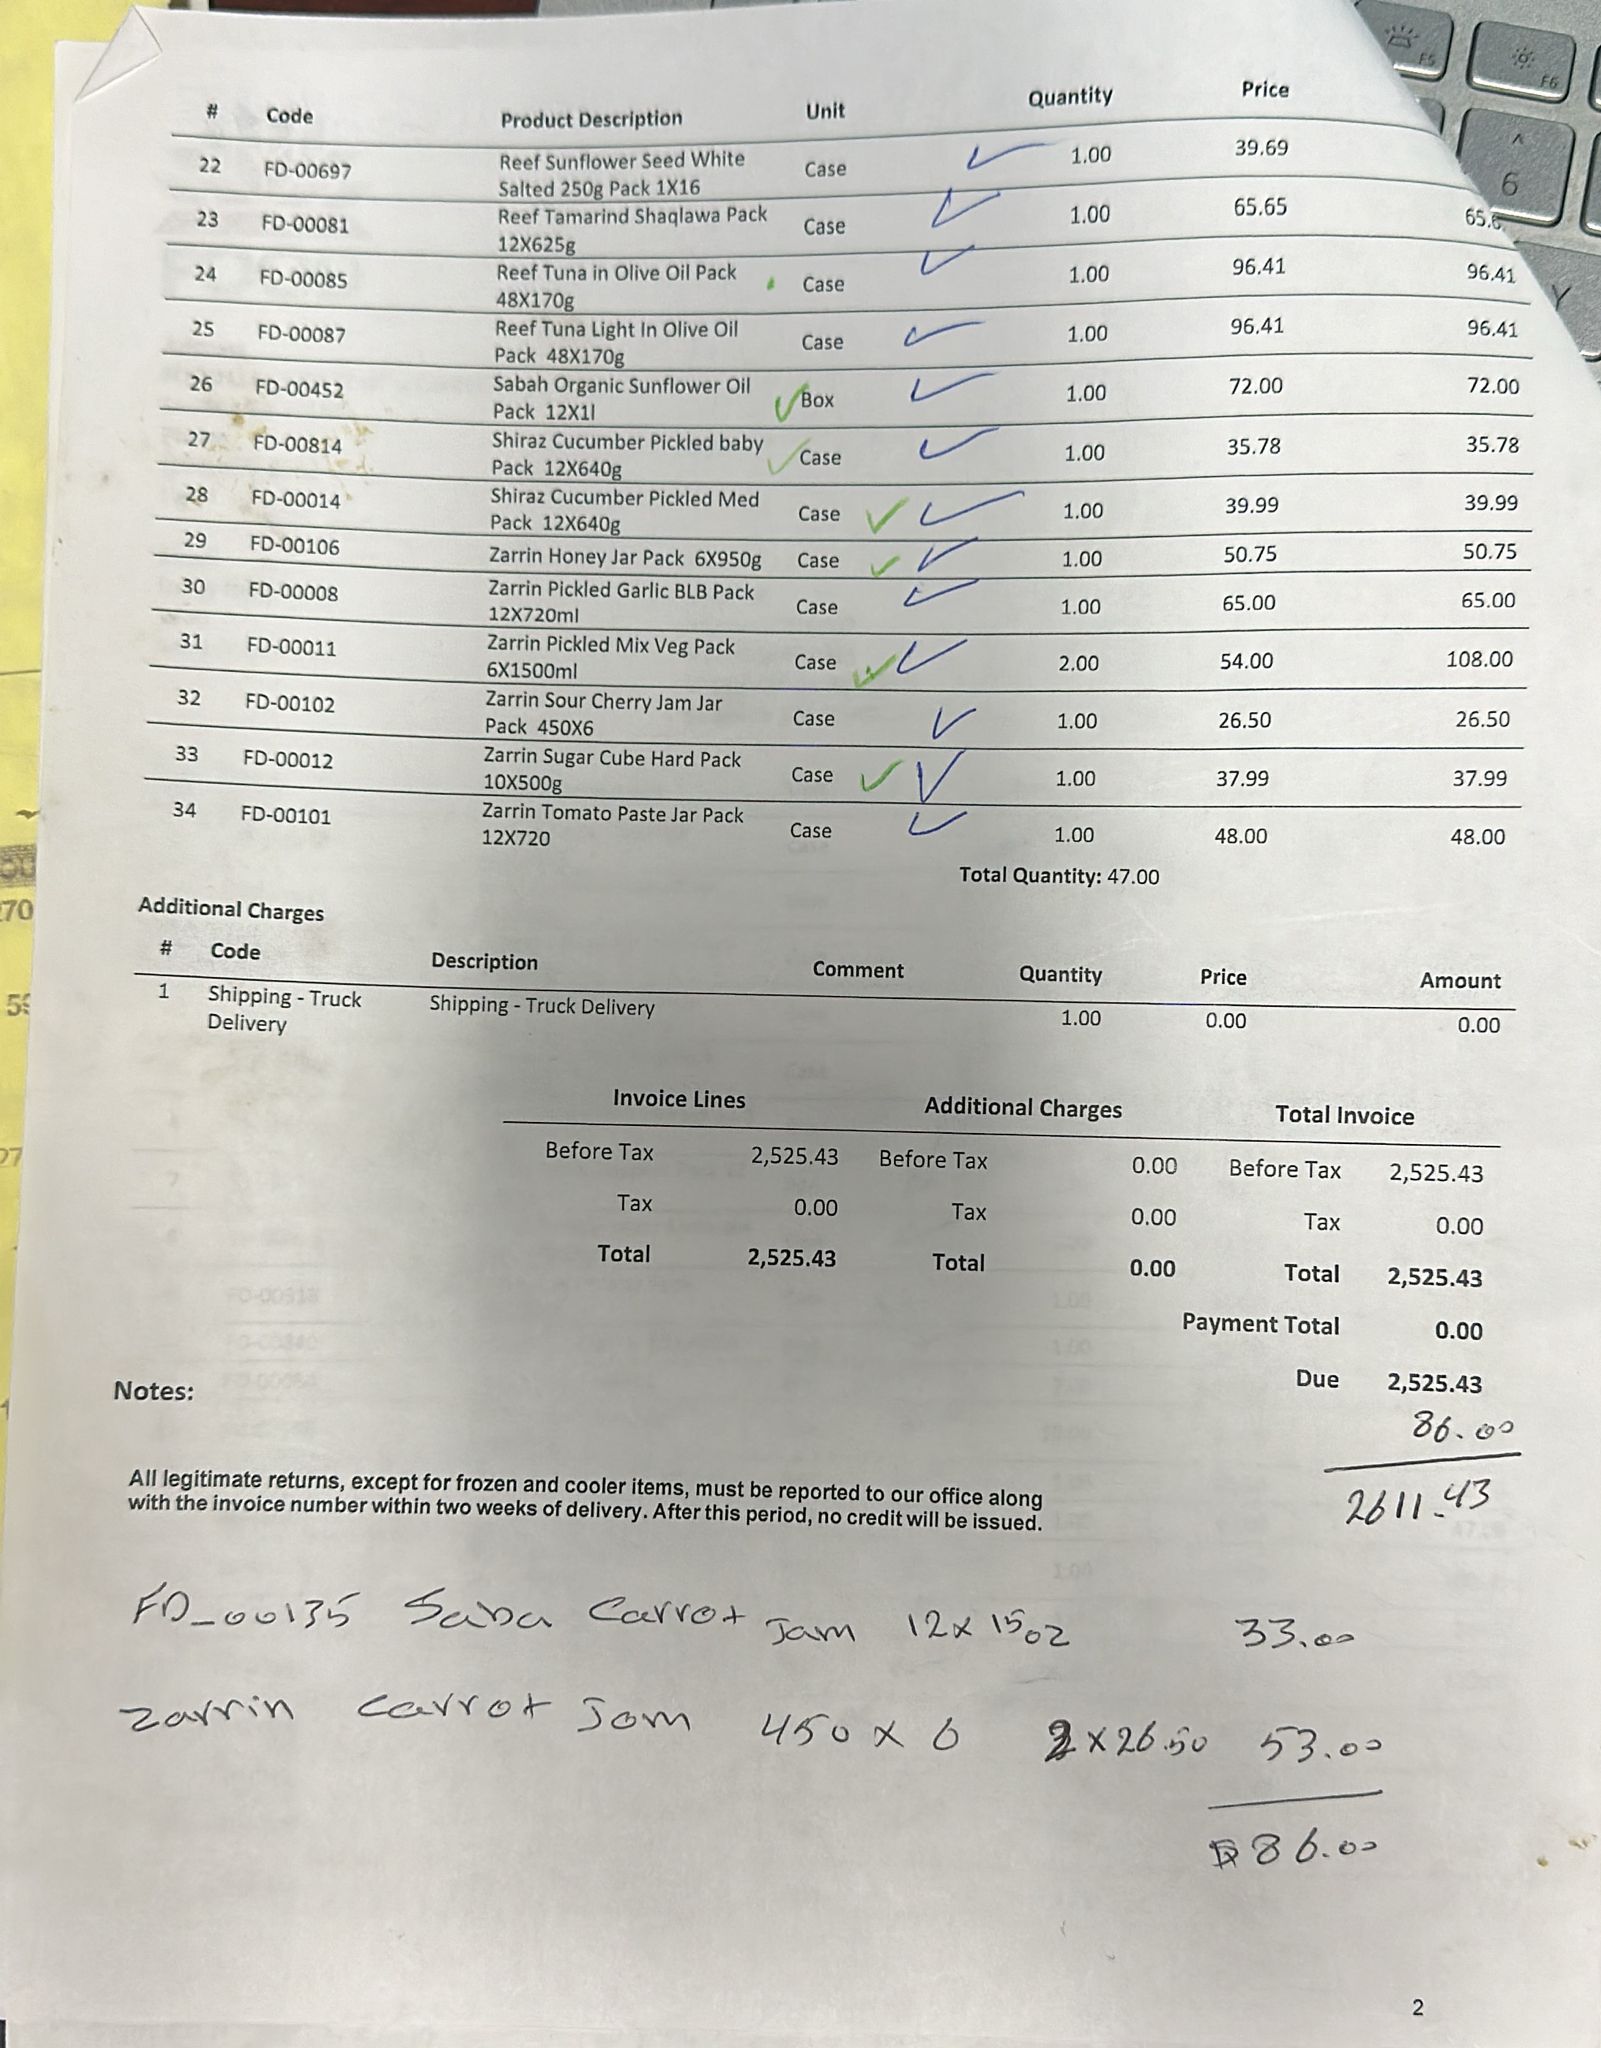 # Code Product Description Unit Quantity Price
22 FD-00697 Reef Sunflower Seed White Case 1.00 39.69
Salted 250g Pack 1X16
23 FD-00081 Reef Tamarind Shaqlawa Pack Case 1.00 65.65 65.6
12X625g
24 FD-00085 Reef Tuna in Olive Oil Pack Case 1.00 96.41 96.41
48X170g
25 FD-00087 Reef Tuna Light In Olive Oil Case 1.00 96.41 96.41
Pack 48X170g
26 FD-00452 Sabah Organic Sunflower Oil Box 1.00 72.00 72.00
Pack 12X1l
27 FD-00814 Shiraz Cucumber Pickled baby Case 1.00 35.78 35.78
Pack 12X640g
28 FD-00014 Shiraz Cucumber Pickled Med Case 1.00 39.99 39.99
Pack 12X640g
29 FD-00106 Zarrin Honey Jar Pack 6X950g Case 1.00 50.75 50.75
30 FD-00008 Zarrin Pickled Garlic BLB Pack Case 1.00 65.00 65.00
12X720ml
31 FD-00011 Zarrin Pickled Mix Veg Pack Case 2.00 54.00 108.00
6X1500ml
32 FD-00102 Zarrin Sour Cherry Jam Jar Case 1.00 26.50 26.50
Pack 450X6
33 FD-00012 Zarrin Sugar Cube Hard Pack Case 1.00 37.99 37.99
10X500g
34 FD-00101 Zarrin Tomato Paste Jar Pack Case 1.00 48.00 48.00
12X720
Total Quantity: 47.00
Additional Charges
# Code Description Comment Quantity Price Amount
1 Shipping - Truck Shipping - Truck Delivery 1.00 0.00 0.00
Delivery
Invoice Lines Additional Charges Total Invoice
Before Tax 2,525.43 Before Tax 0.00 Before Tax 2,525.43
Tax 0.00 Tax 0.00 Tax 0.00
Total 2,525.43 Total 0.00 Total 2,525.43
Payment Total 0.00
Due 2,525.43
Notes:
86.00
2611.43
All legitimate returns, except for frozen and cooler items, must be reported to our office along
with the invoice number within two weeks of delivery. After this period, no credit will be issued.
FD_00135 Saba Carrot Jam 12x15oz 33.00
Zarrin carrot Jam 450 x 6 2 x 26.50 53.00
$86.00
2
F5
F6
^
6
Y